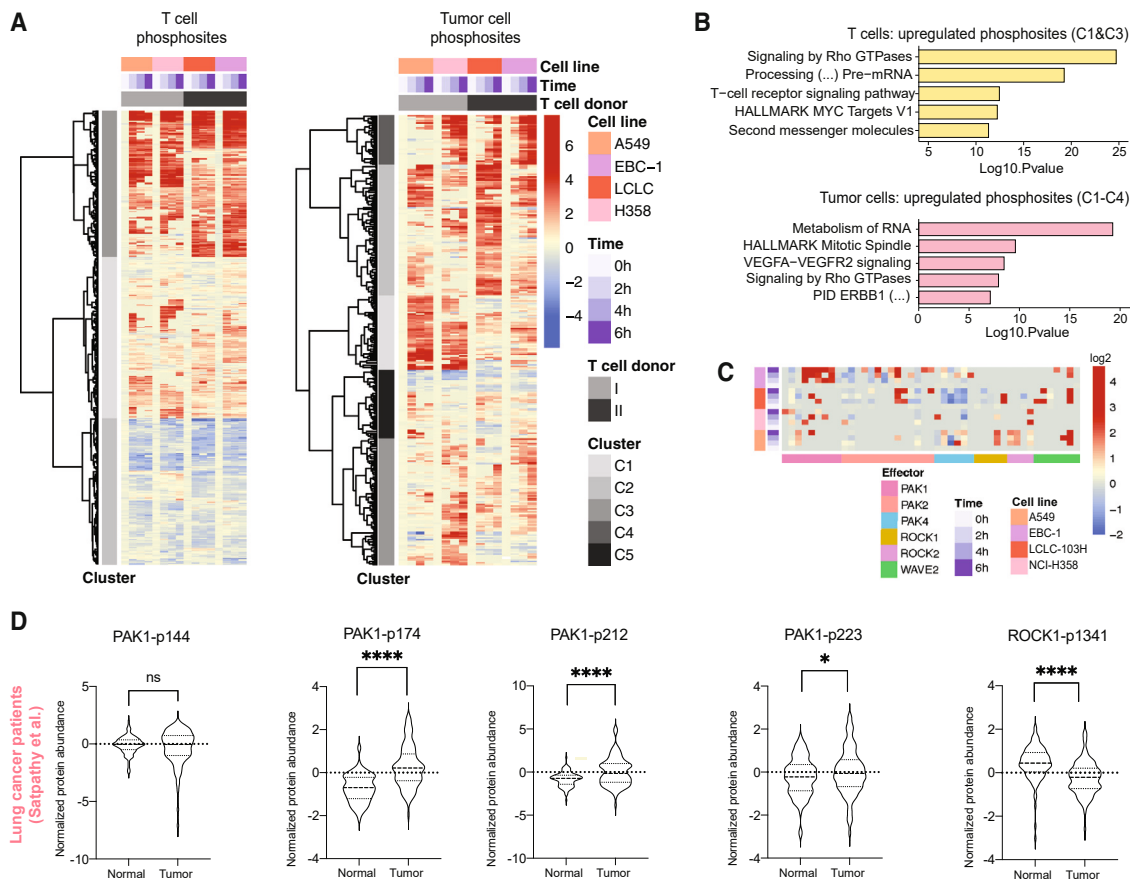 A
T cell
phosphosites
Tumor cell
phosphosites
Cell line
Time
T cell donor
6
4
2
0
−2
−4
Cell line
A549
EBC−1
LCLC
H358
Time
0h
2h
4h
6h
T cell donor
I
II
Cluster
C1
C2
C3
C4
C5
Cluster
Cluster
B
T cells: upregulated phosphosites (C1&C3)
Signaling by Rho GTPases
Processing (...) Pre−mRNA
T−cell receptor signaling pathway
HALLMARK MYC Targets V1
Second messenger molecules
5 10 15 20 25
Log10.Pvalue
Tumor cells: upregulated phosphosites (C1-C4)
Metabolism of RNA
HALLMARK Mitotic Spindle
VEGFA−VEGFR2 signaling
Signaling by Rho GTPases
PID ERBB1 (...)
0 5 10 15 20
Log10.Pvalue
C
log2
4
3
2
1
0
−1
−2
Effector
PAK1
PAK2
PAK4
ROCK1
ROCK2
WAVE2
Time
0h
2h
4h
6h
Cell line
A549
EBC-1
LCLC-103H
NCI-H358
D
Lung cancer patients
(Satpathy et al.)
PAK1-p144
ns
Normalized protein abundance
5
0
-5
-10
Normal Tumor
PAK1-p174
****
Normalized protein abundance
4
2
0
-2
-4
Normal Tumor
PAK1-p212
****
Normalized protein abundance
10
5
0
-5
-10
Normal Tumor
PAK1-p223
*
Normalized protein abundance
4
2
0
-2
-4
Normal Tumor
ROCK1-p1341
****
Normalized protein abundance
4
2
0
-2
-4
Normal Tumor